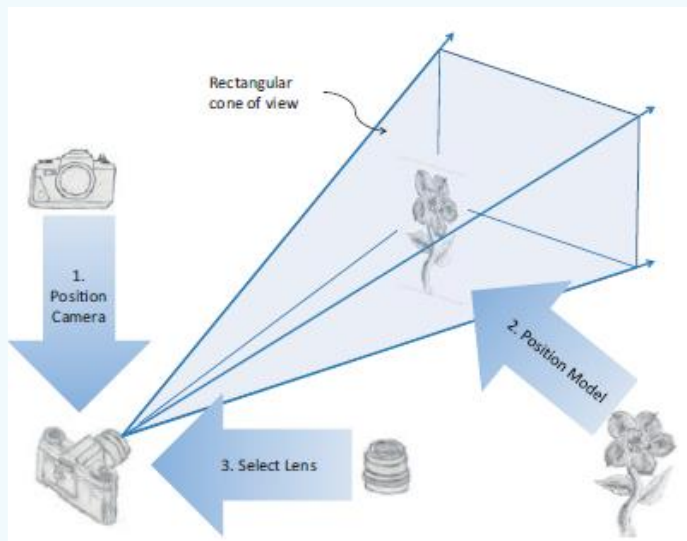 Rectangular
cone of view
1.
Position
Camera
2. Position Model
3. Select Lens